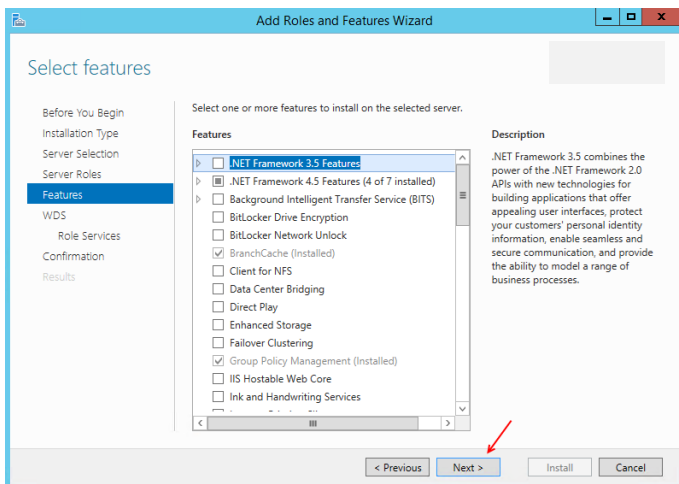 Add Roles and Features Wizard
Select features
Before You Begin
Installation Type
Server Selection
Server Roles
Features
WDS
Role Services
Confirmation
Results
Select one or more features to install on the selected server.
Features
.NET Framework 3.5 Features
.NET Framework 4.5 Features (4 of 7 installed)
Background Intelligent Transfer Service (BITS)
BitLocker Drive Encryption
BitLocker Network Unlock
BranchCache (Installed)
Client for NFS
Data Center Bridging
Direct Play
Enhanced Storage
Failover Clustering
Group Policy Management (Installed)
IIS Hostable Web Core
Ink and Handwriting Services
Description
.NET Framework 3.5 combines the
power of the .NET Framework 2.0
APIs with new technologies for
building applications that offer
appealing user interfaces, protect
your customers' personal identity
information, enable seamless and
secure communication, and provide
the ability to model a range of
business processes.
< Previous
Next >
Install
Cancel